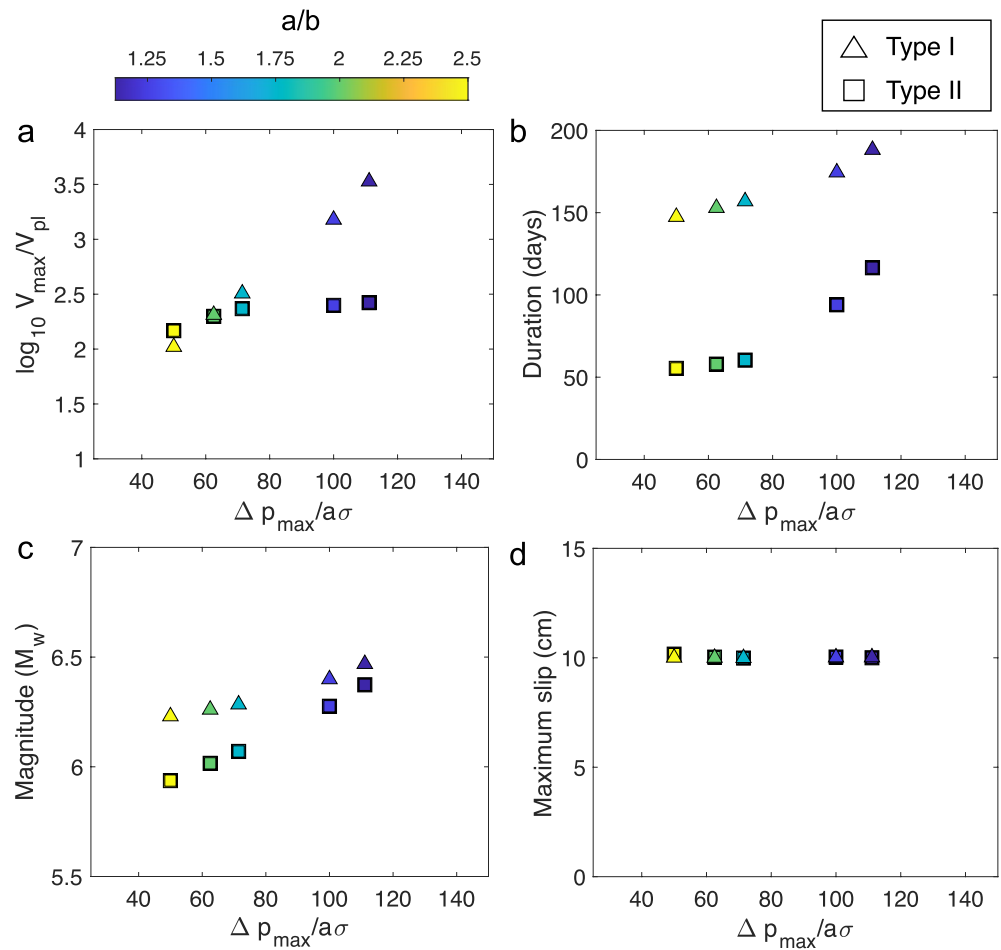 a/b
1.25 1.5 1.75 2 2.25 2.5
Type I
Type II
a
4
3.5
3
2.5
2
1.5
1
log10 Vmax/Vpl
40 60 80 100 120 140
Δ pmax/aσ
b
200
150
100
50
0
Duration (days)
40 60 80 100 120 140
Δ pmax/aσ
c
7
6.5
6
5.5
Magnitude (Mw)
40 60 80 100 120 140
Δ pmax/aσ
d
15
10
5
0
Maximum slip (cm)
40 60 80 100 120 140
Δ pmax/aσ